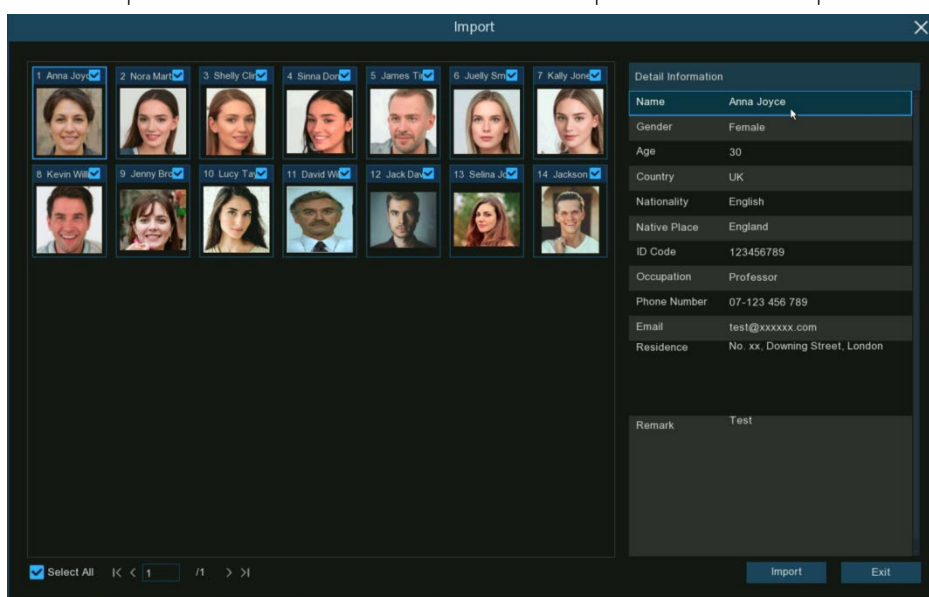 Import
1 Anna Joyc
2 Nora Mart
3 Shelly Clin
4 Sinna Don
5 James Ti
6 Juelly Sm
7 Kally Jone
8 Kevin Will
9 Jenny Bro
10 Lucy Tay
11 David Wi
12 Jack Dav
13 Selina Jo
14 Jackson
Detail Information
Name Anna Joyce
Gender Female
Age 30
Country UK
Nationality English
Native Place England
ID Code 123456789
Occupation Professor
Phone Number 07-123 456 789
Email test@xxxxxx.com
Residence No. xx, Downing Street, London
Remark Test
Select All
1 /1
Import
Exit